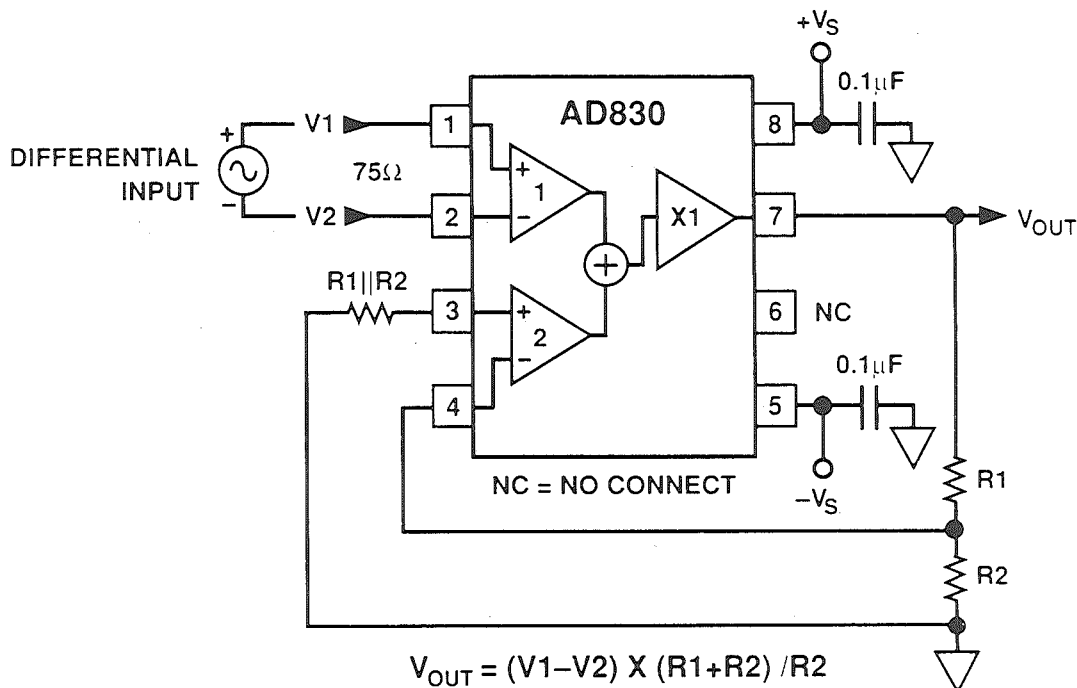 +VS
0.1µF
AD830
8
DIFFERENTIAL INPUT
+
−
V1
1
75Ω
V2
2
+
−
1
X1
7
VOUT
R1||R2
3
+
−
2
6
NC
0.1µF
4
5
NC = NO CONNECT
−VS
R1
R2
VOUT = (V1−V2) X (R1+R2) /R2